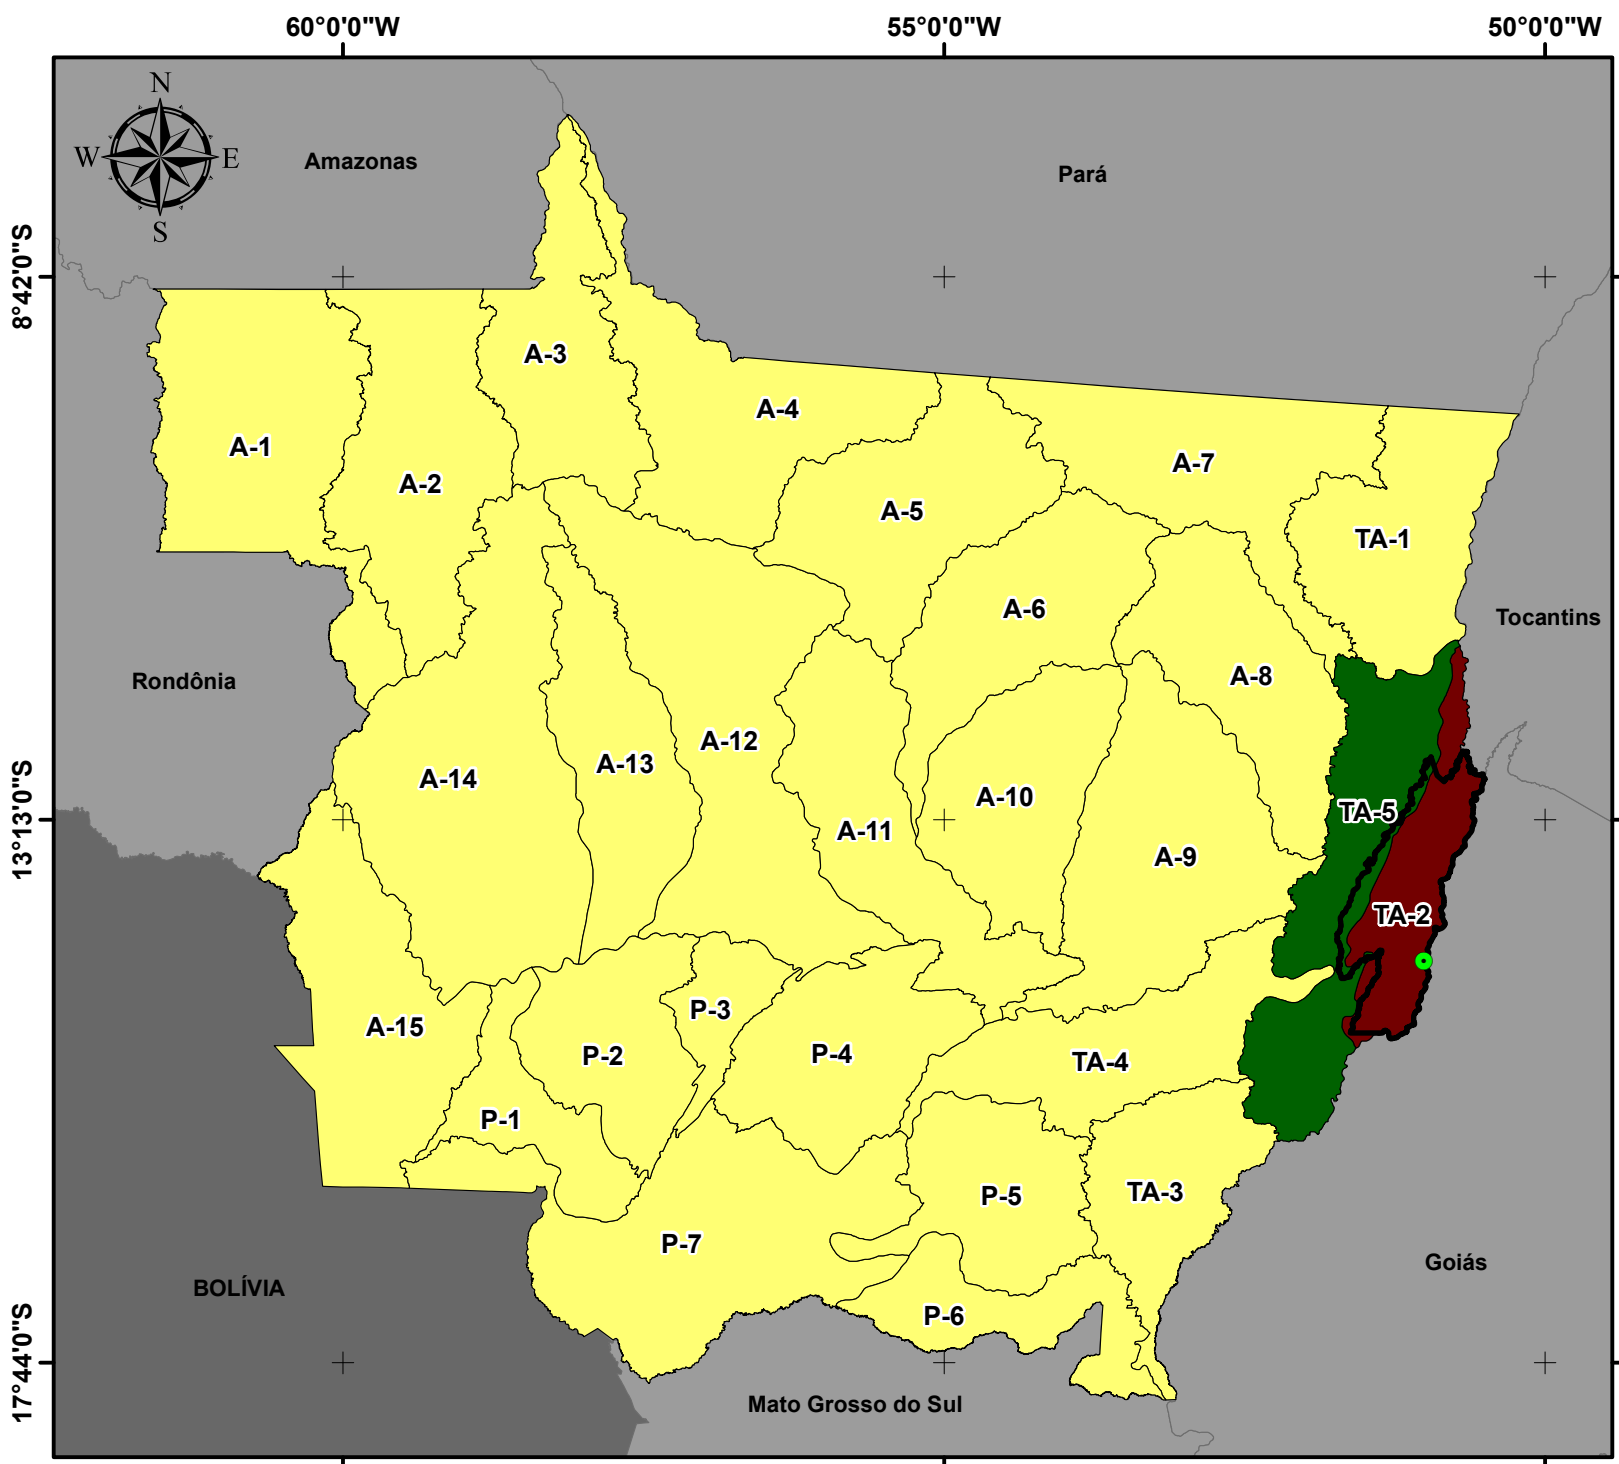 60°0'0"W
55°0'0"W
50°0'0"W
N
W
E
S
Amazonas
Pará
8°42'0"S
A-3
A-4
A-1
A-7
A-2
A-5
TA-1
A-6
Tocantins
Rondônia
A-8
A-12
A-13
A-14
A-10
TA-5
13°13'0"S
A-11
A-9
TA-2
P-3
A-15
P-2
P-4
TA-4
P-1
P-5
TA-3
P-7
Goiás
BOLÍVIA
P-6
17°44'0"S
Mato Grosso do Sul